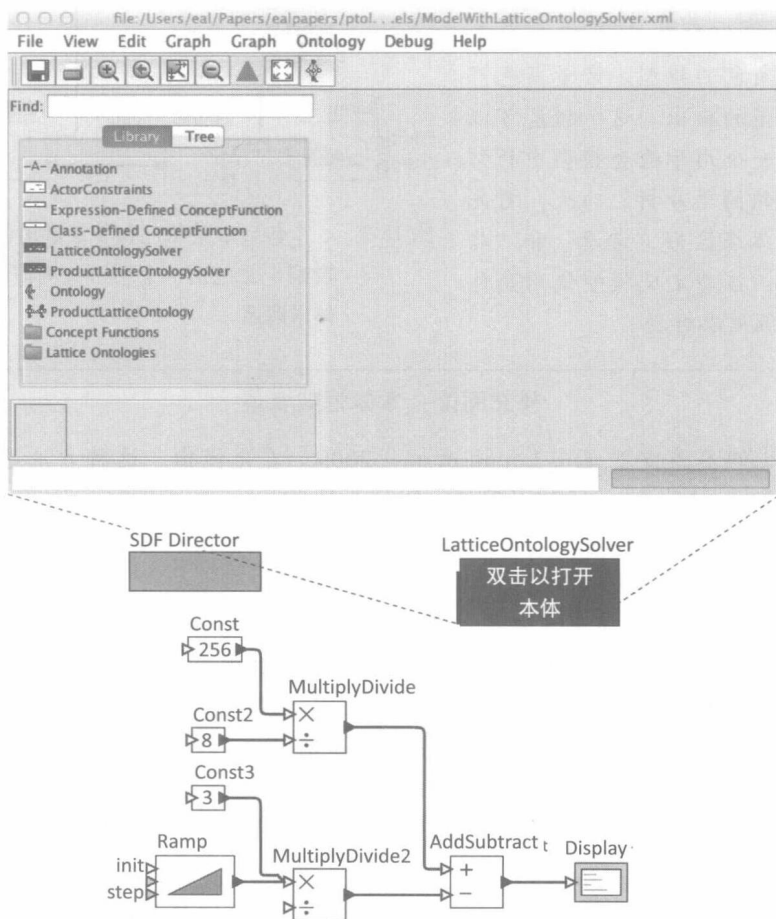 file:/Users/eal/Papers/ealpapers/ptol. . .els/ModelWithLatticeOntologySolver.xml
File View Edit Graph Graph Ontology Debug Help
Find:
Library Tree
-A- Annotation
ActorConstraints
Expression-Defined ConceptFunction
Class-Defined ConceptFunction
LatticeOntologySolver
ProductLatticeOntologySolver
Ontology
ProductLatticeOntology
Concept Functions
Lattice Ontologies
SDF Director
LatticeOntologySolver
双击以打开
本体
Const
256
MultiplyDivide
×
÷
Const2
8
Const3
3
Ramp
init
step
MultiplyDivide2
×
÷
AddSubtract t
+
−
Display